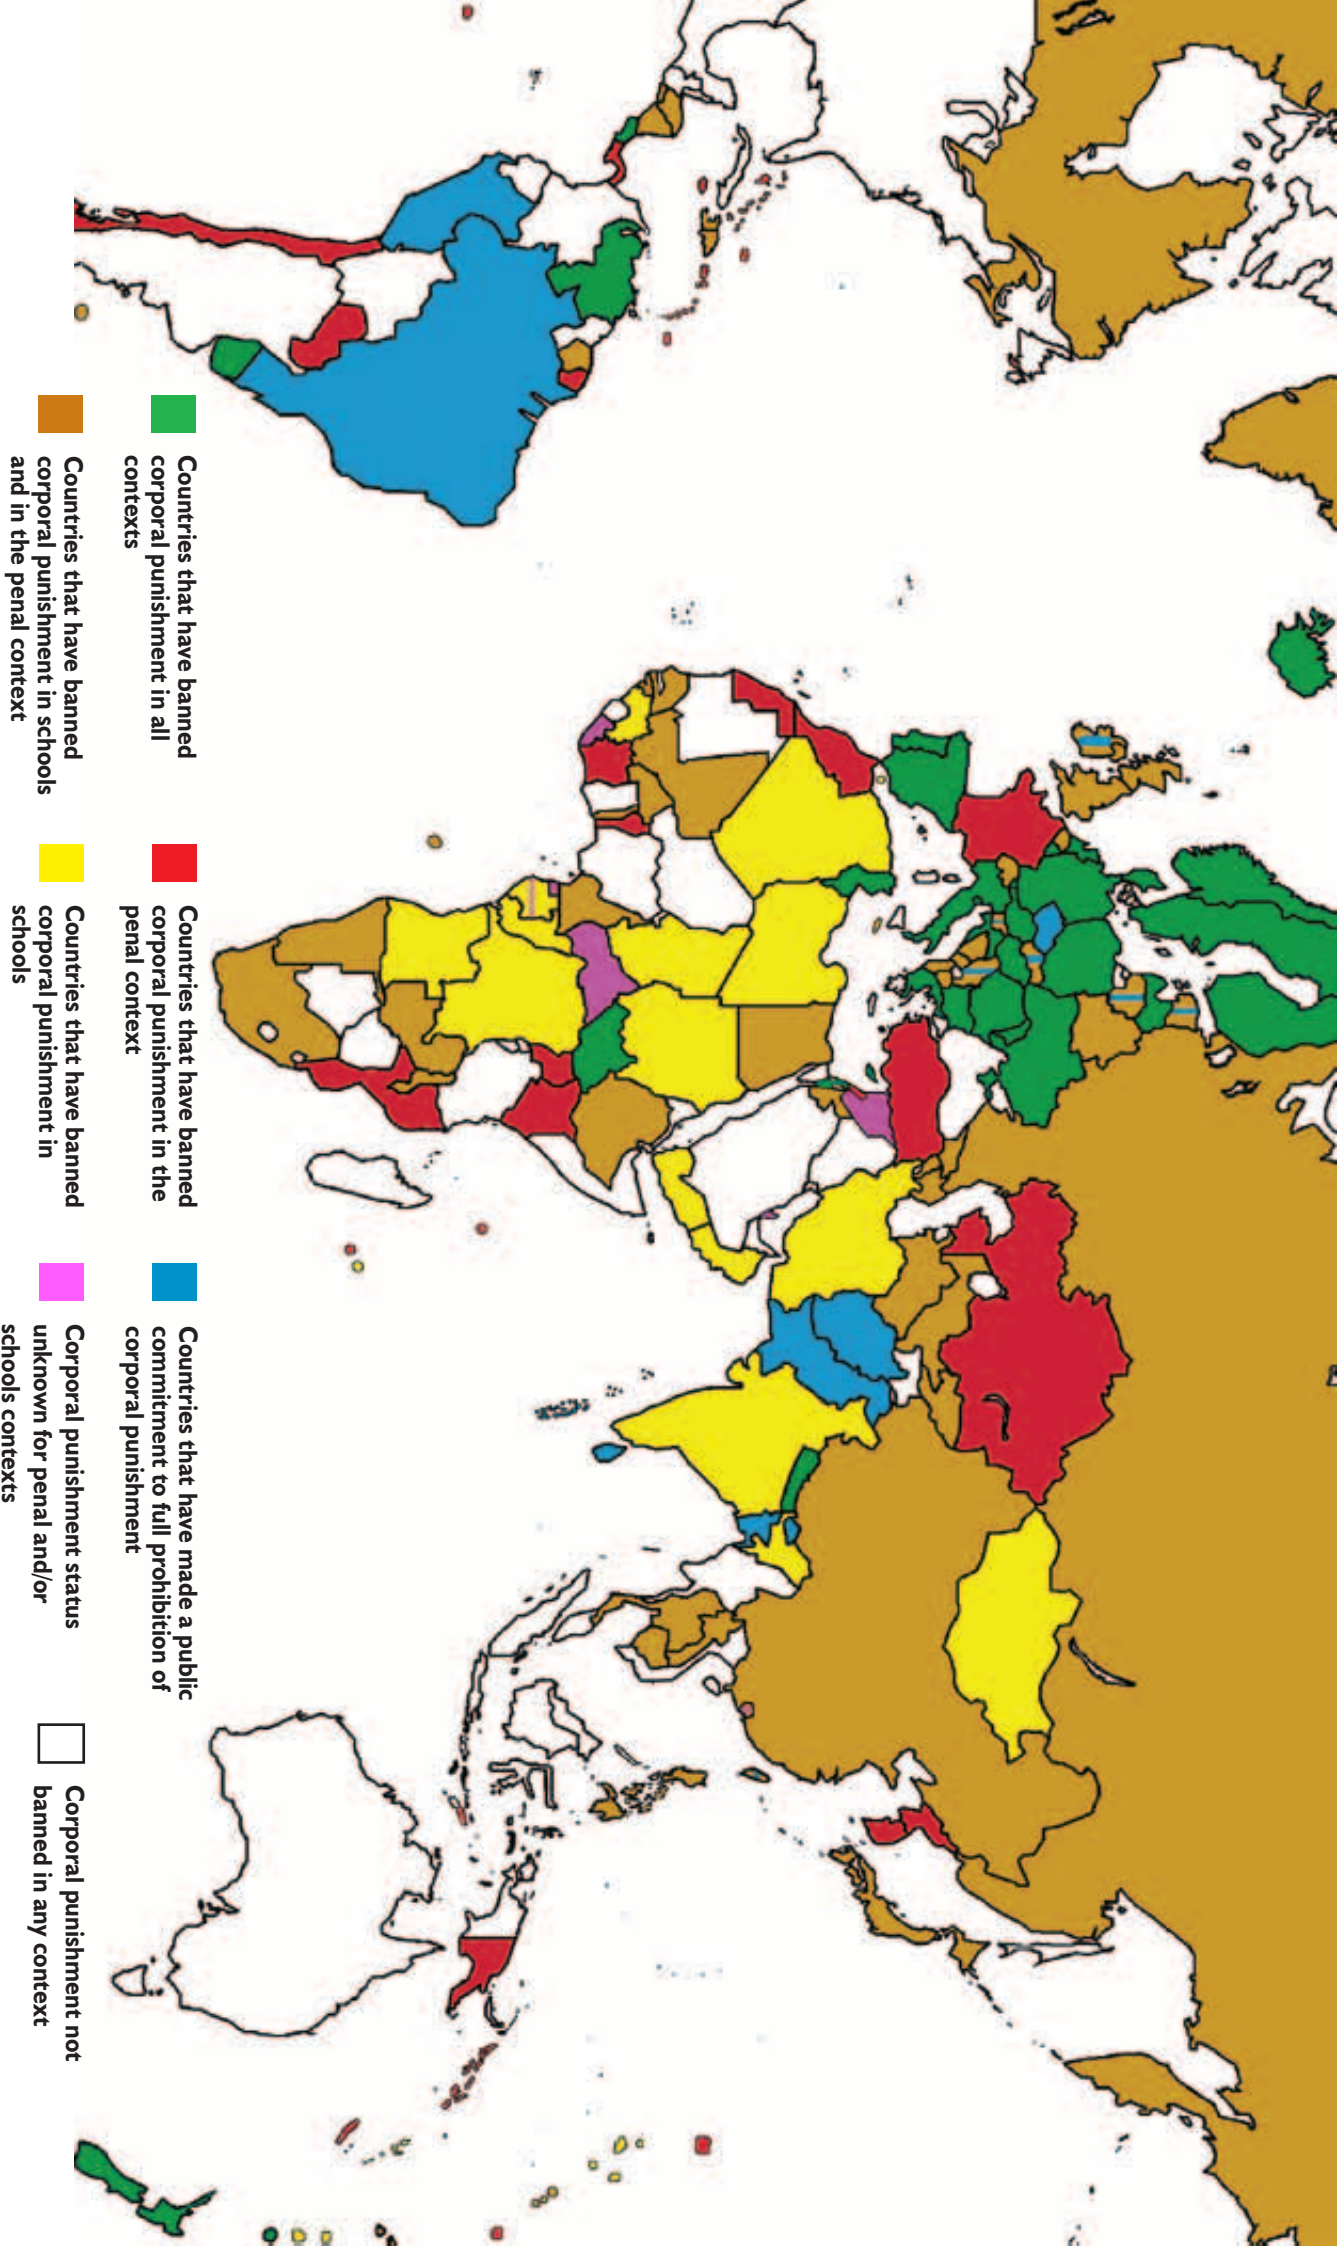 Countries that have banned
corporal punishment in all
contexts
Countries that have banned
corporal punishment in schools
and in the penal context
Countries that have banned
corporal punishment in the
penal context
Countries that have banned
corporal punishment in
schools
Countries that have made a public
commitment to full prohibition of
corporal punishment
Corporal punishment status
unknown for penal and/or
schools contexts
Corporal punishment not
banned in any context